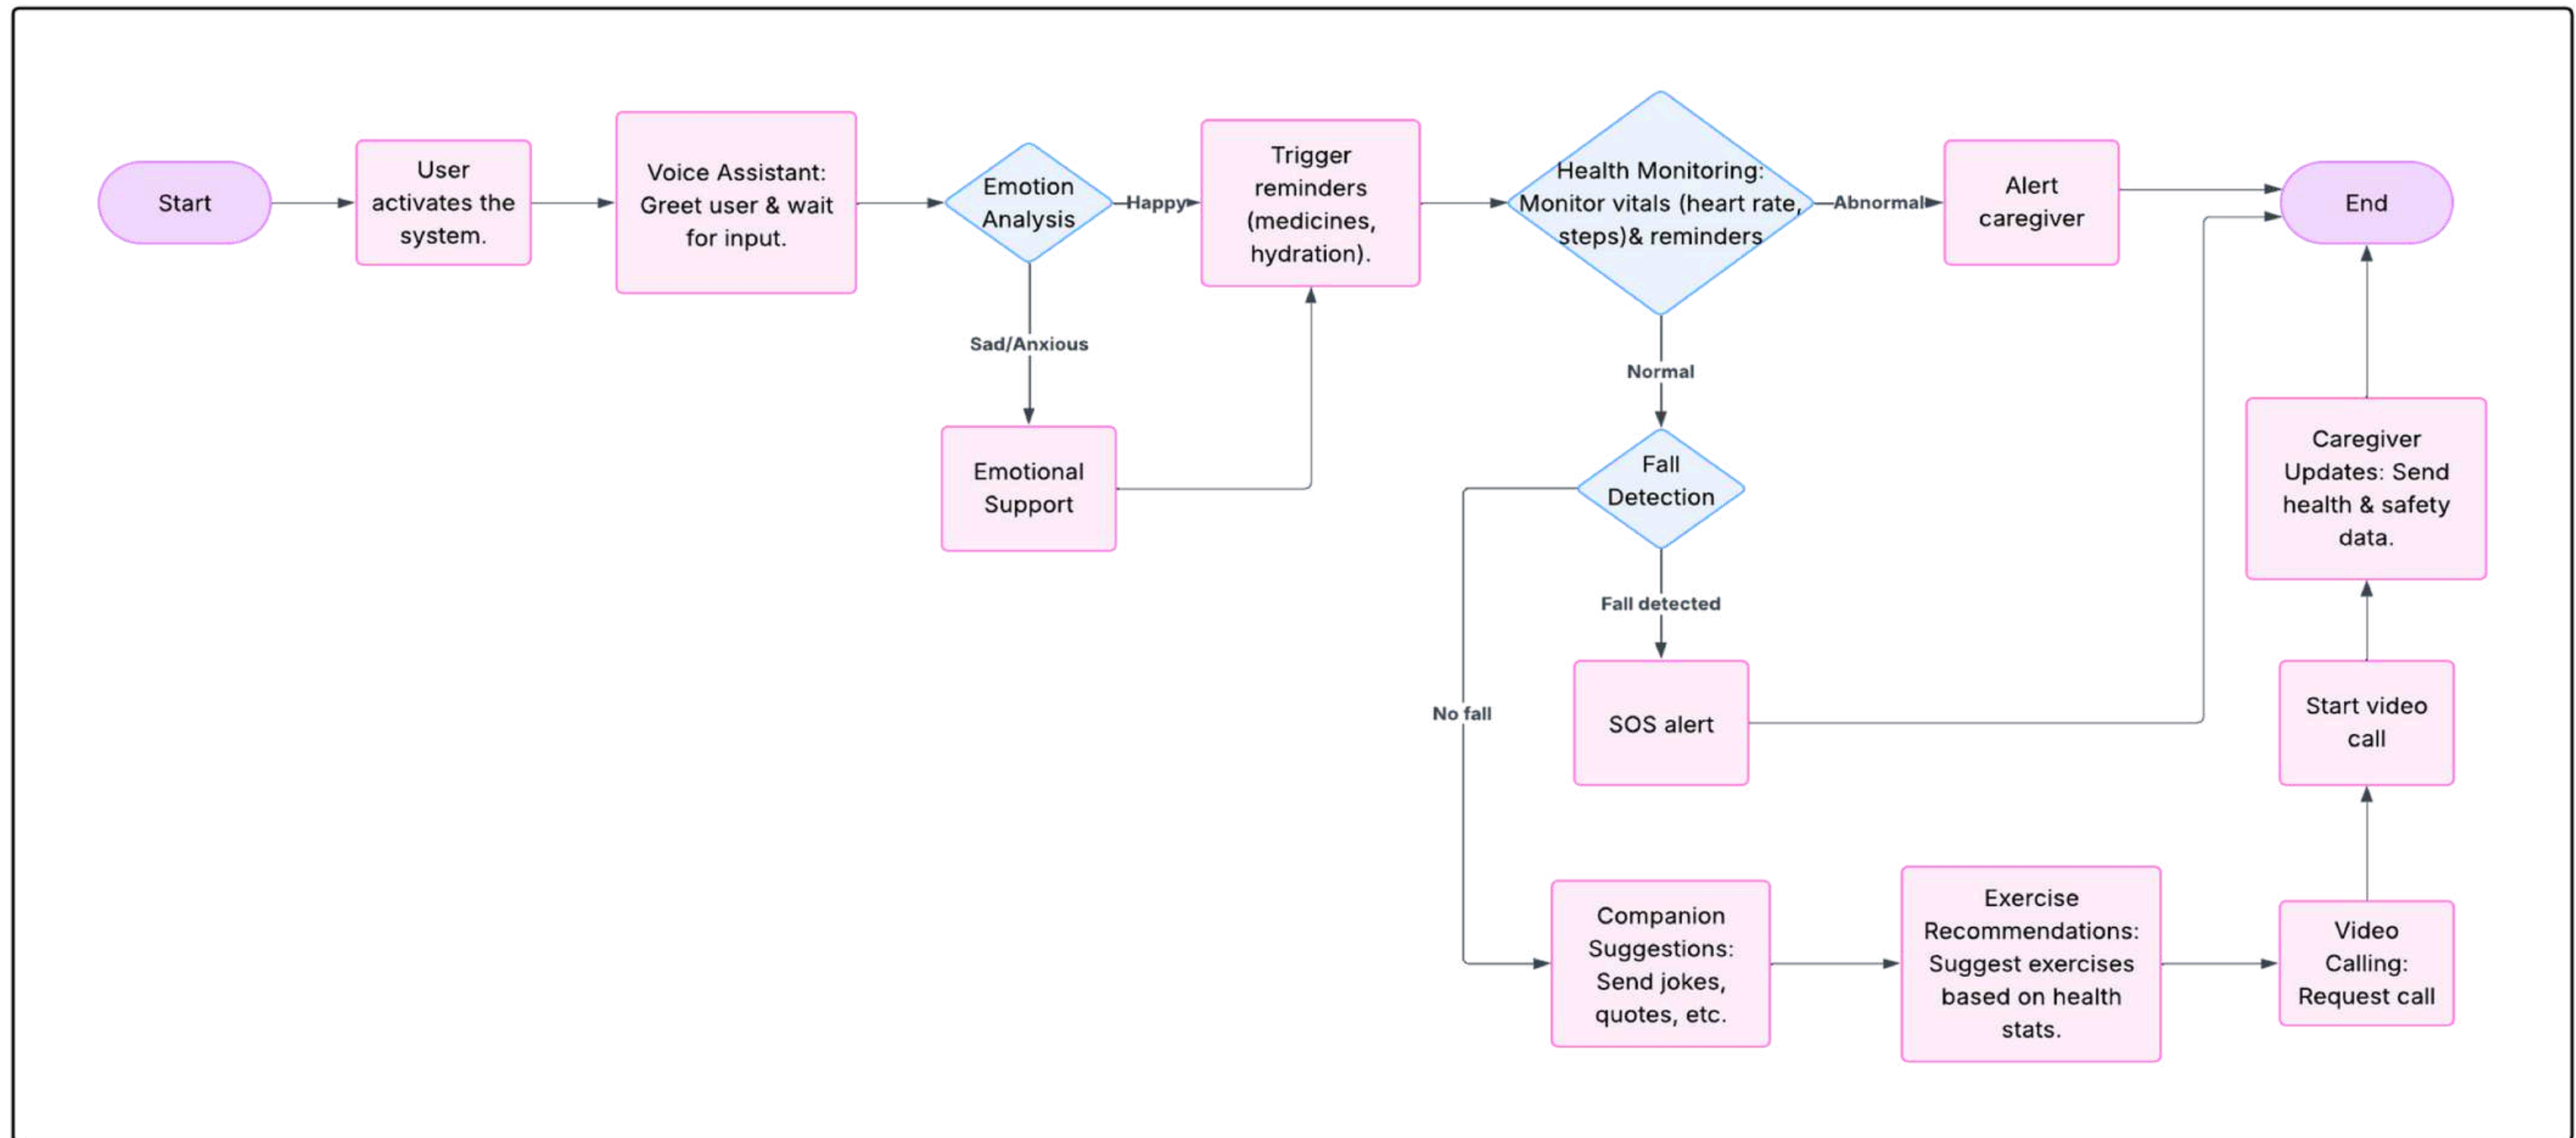 Start
User
activates the
system.
Voice Assistant:
Greet user & wait
for input.
Emotion
Analysis
Happy
Trigger
reminders
(medicines,
hydration).
Health Monitoring:
Monitor vitals (heart rate,
steps)& reminders
Abnormal
Alert
caregiver
End
Sad/Anxious
Emotional
Support
Normal
Fall
Detection
Fall detected
No fall
SOS alert
Caregiver
Updates: Send
health & safety
data.
Start video
call
Companion
Suggestions:
Send jokes,
quotes, etc.
Exercise
Recommendations:
Suggest exercises
based on health
stats.
Video
Calling:
Request call